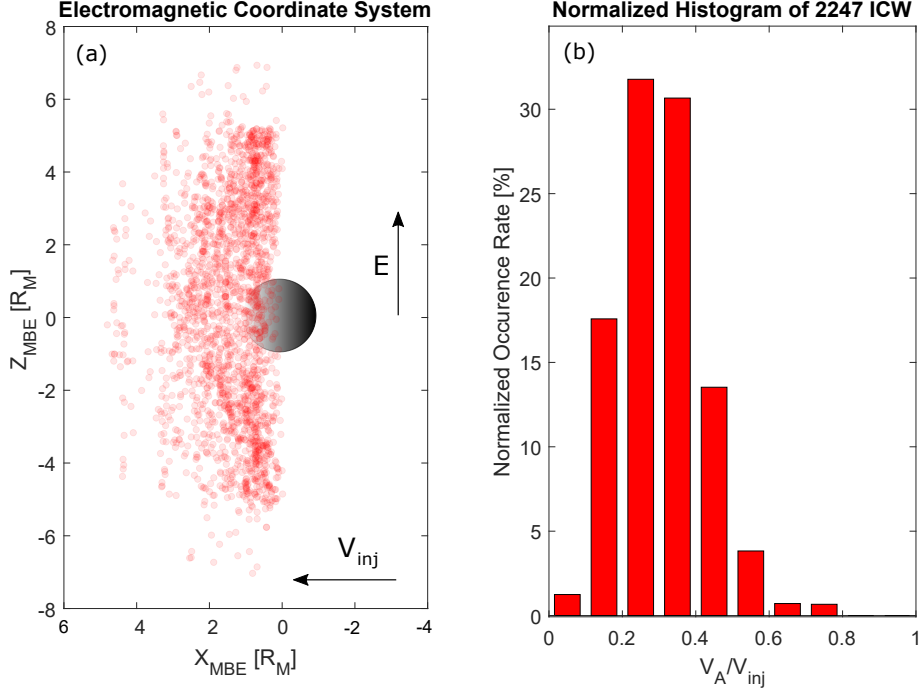 Electromagnetic Coordinate System
(a)
8
6
4
2
0
-2
-4
-6
-8
Z_MBE [R_M]
E
V_inj
6
4
2
0
-2
-4
X_MBE [R_M]
Normalized Histogram of 2247 ICW
(b)
30
25
20
15
10
5
0
Normalized Occurence Rate [%]
0
0.2
0.4
0.6
0.8
1
V_A/V_inj